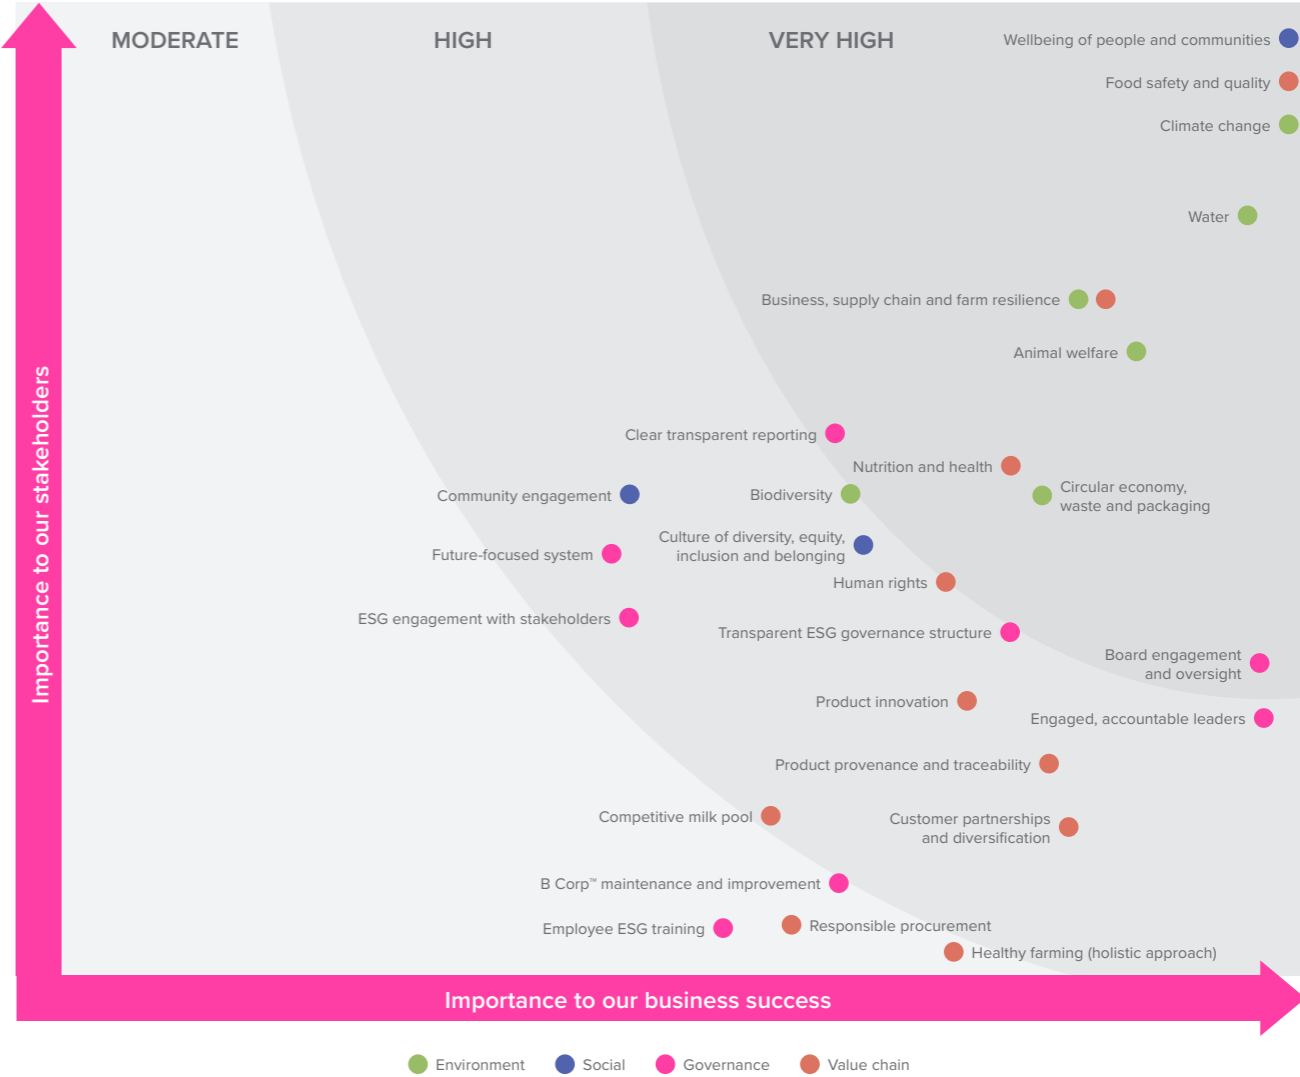 MODERATE
HIGH
VERY HIGH
Wellbeing of people and communities
Food safety and quality
Climate change
Water
Business, supply chain and farm resilience
Animal welfare
Clear transparent reporting
Nutrition and health
Community engagement
Biodiversity
Circular economy,
waste and packaging
Culture of diversity, equity,
inclusion and belonging
Future-focused system
Human rights
ESG engagement with stakeholders
Transparent ESG governance structure
Board engagement
and oversight
Product innovation
Engaged, accountable leaders
Product provenance and traceability
Competitive milk pool
Customer partnerships
and diversification
B Corp™ maintenance and improvement
Employee ESG training
Responsible procurement
Healthy farming (holistic approach)
Importance to our stakeholders
Importance to our business success
Environment
Social
Governance
Value chain